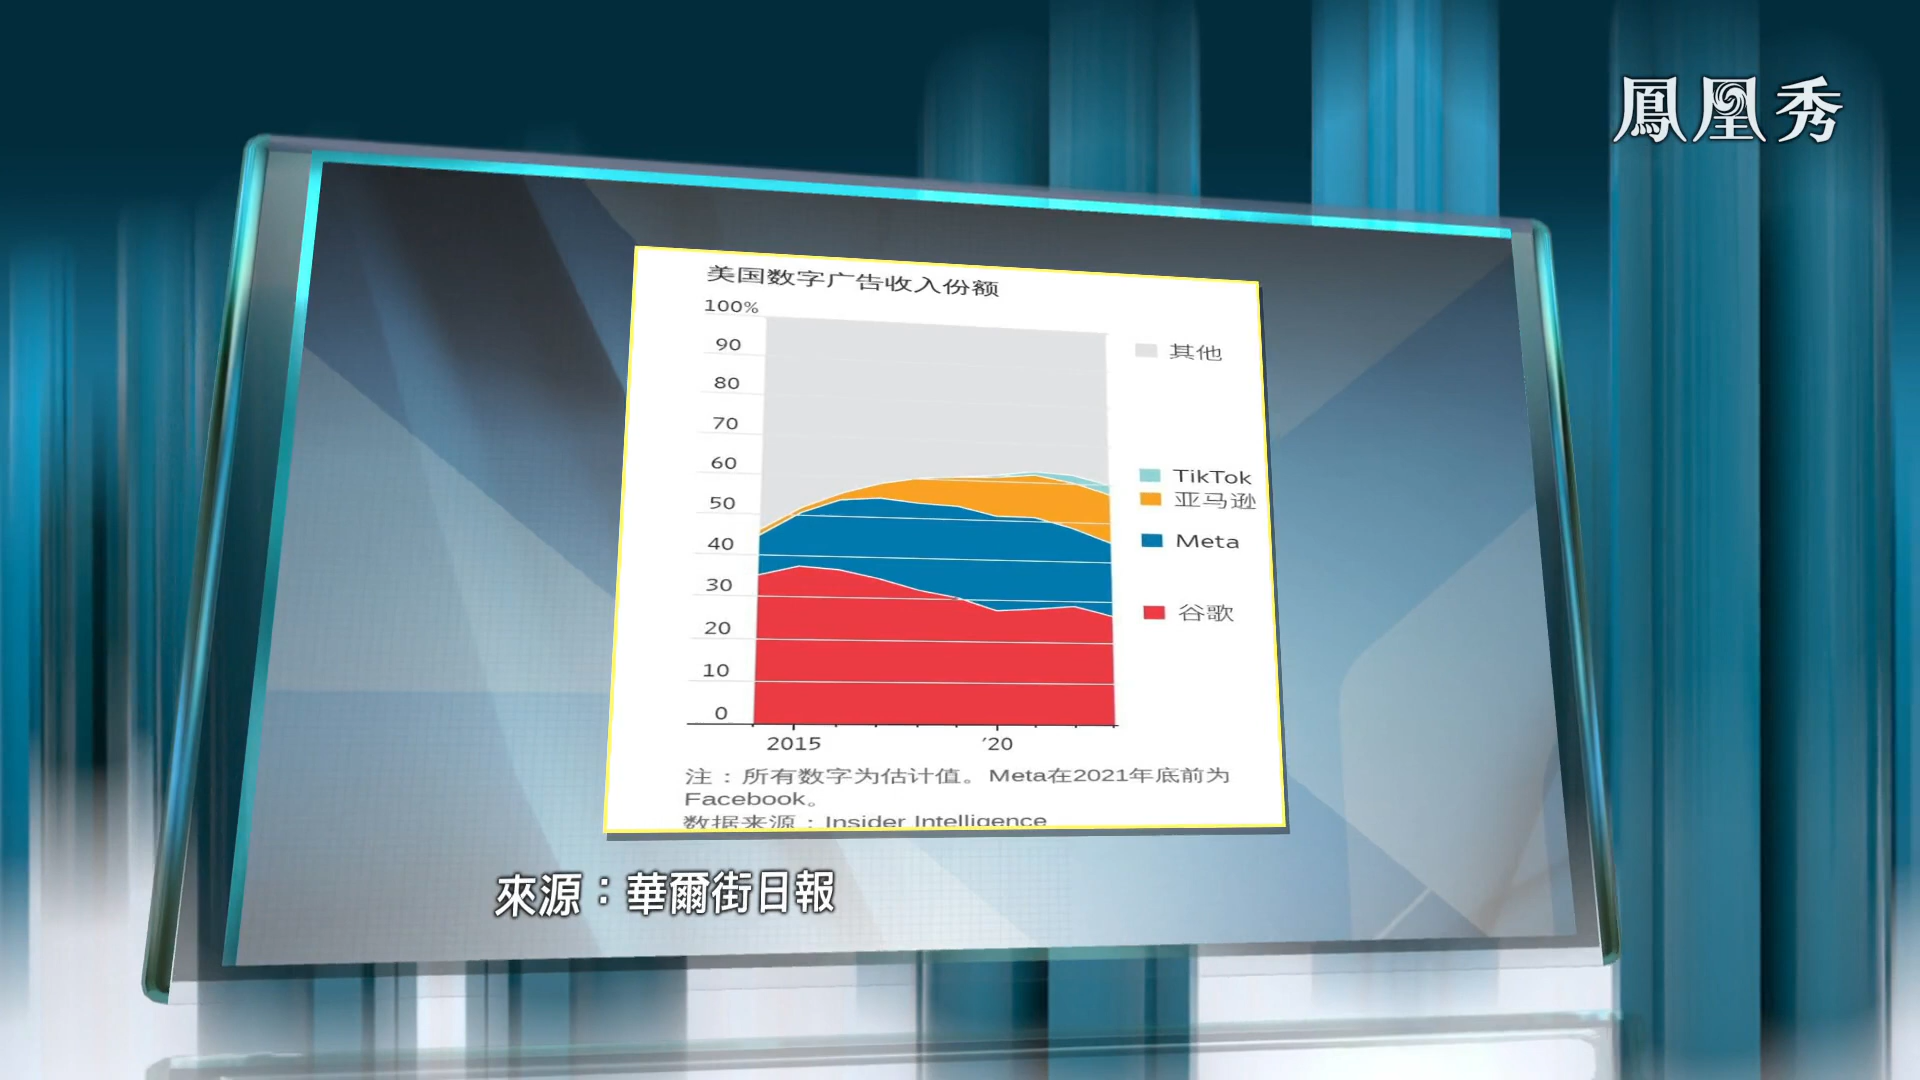 鳳凰秀
美国数字广告收入份额
100%
90
80
70
60
50
40
30
20
10
0
2015
'20
其他
TikTok
亚马逊
Meta
谷歌
注：所有数字为估计值。Meta在2021年底前为
Facebook。
数据来源：Insider Intelligence
來源：華爾街日報